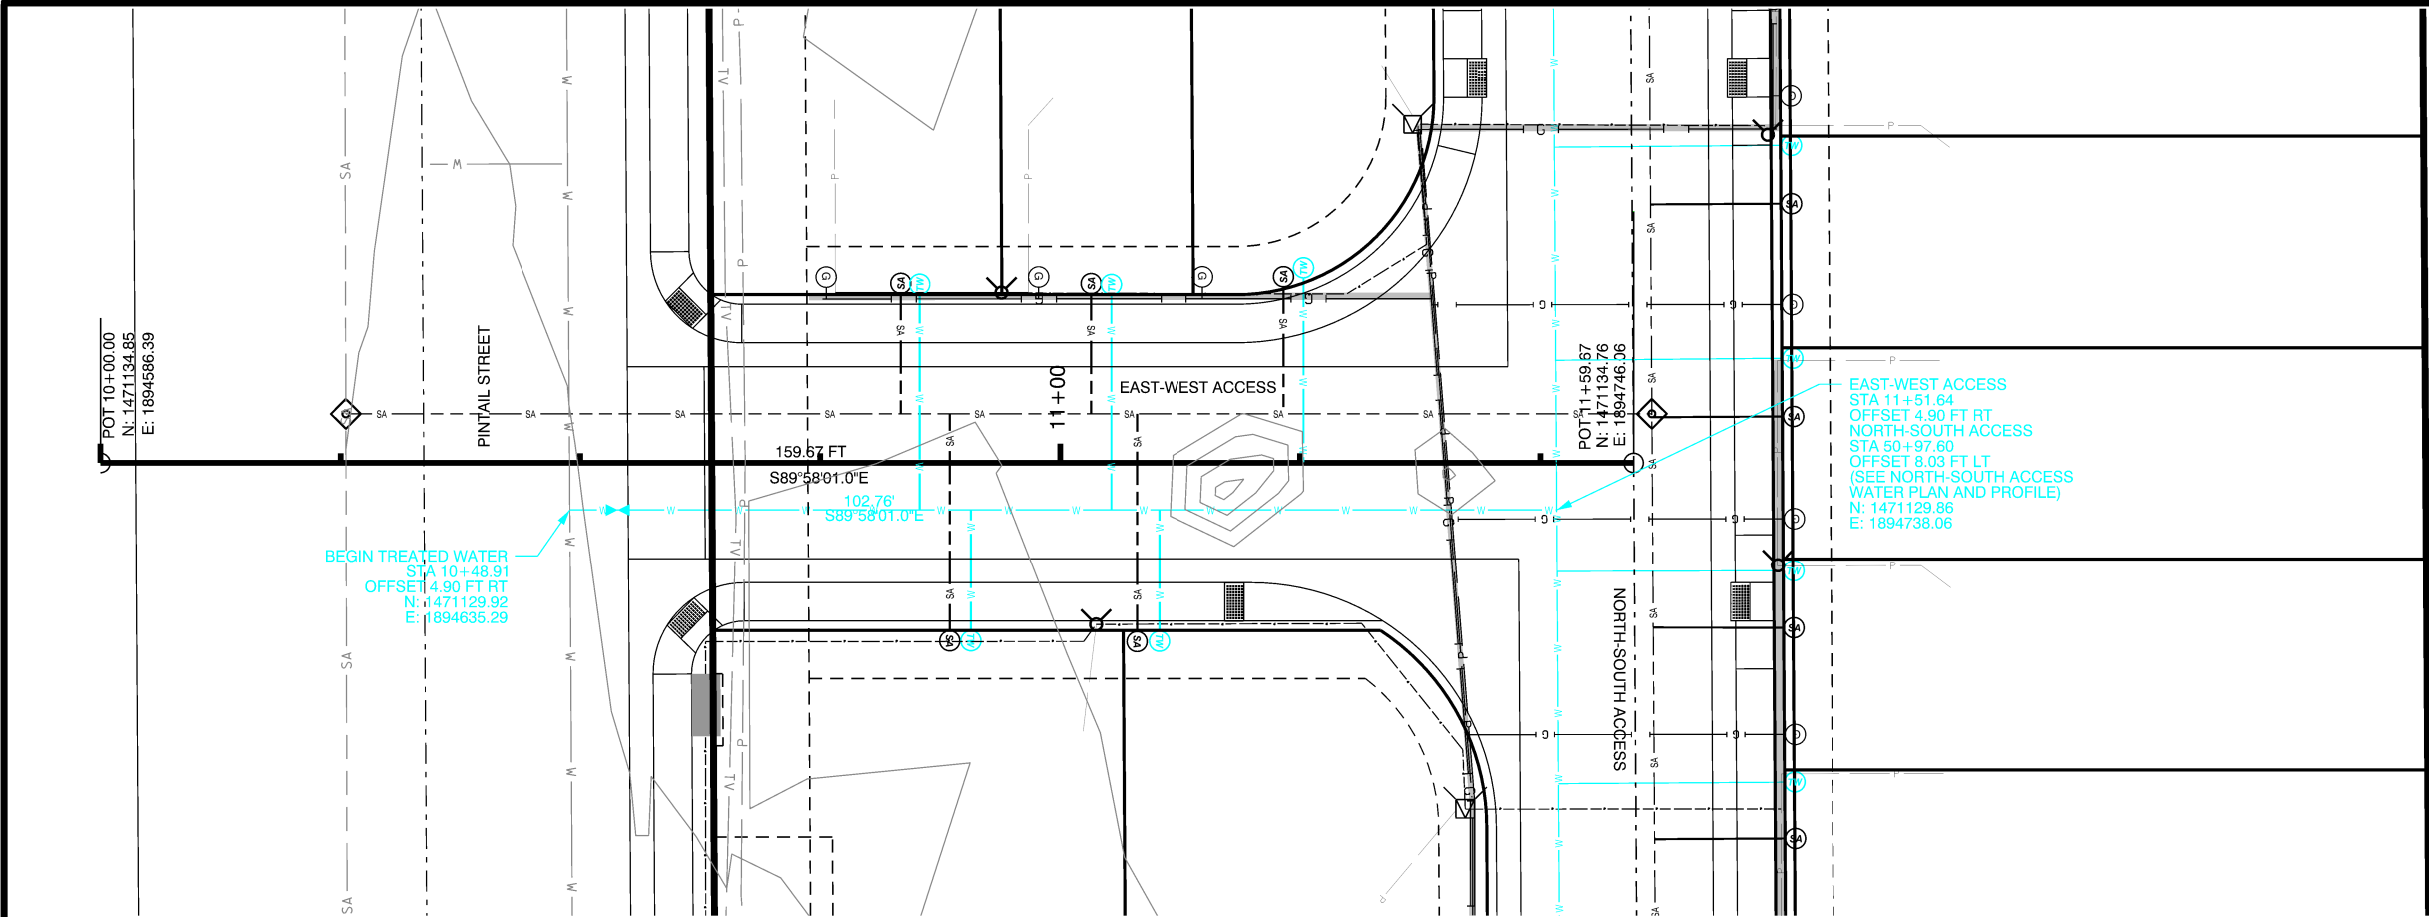 POT 10+00.00
N: 1471134.85
E: 1894586.39
PINTAIL STREET
EAST-WEST ACCESS
11+00
159.67 FT
S89°58'01.0"E
102.76'
S89°58'01.0"E
BEGIN TREATED WATER
STA 10+48.91
OFFSET 4.90 FT RT
N: 1471129.92
E: 1894635.29
POT 11+59.67
N: 1471134.76
E: 1894746.06
NORTH-SOUTH ACCESS
EAST-WEST ACCESS
STA 11+51.64
OFFSET 4.90 FT RT
NORTH-SOUTH ACCESS
STA 50+97.60
OFFSET 8.03 FT LT
(SEE NORTH-SOUTH ACCESS
WATER PLAN AND PROFILE)
N: 1471129.86
E: 1894738.06
SA
W
TV
P
G
TW